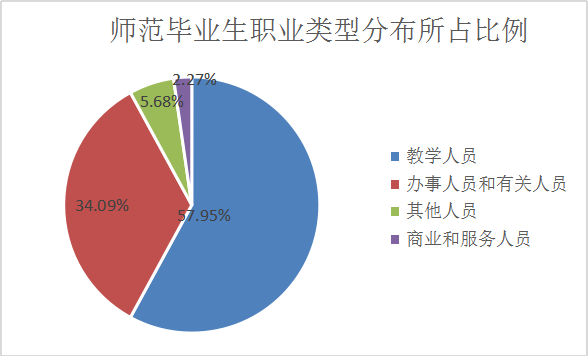 师范毕业生职业类型分布所占比例
2.27%
5.68%
34.09%
57.95%
教学人员
办事人员和有关人员
其他人员
商业和服务人员